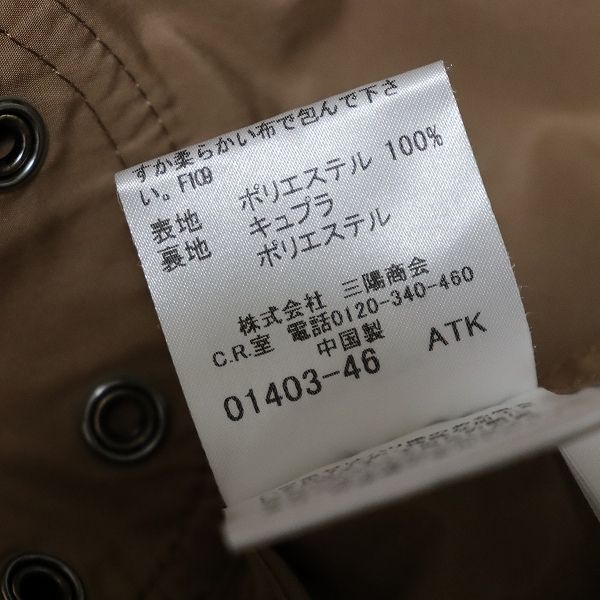 すか柔らかい布で包んで下さ
い。FK09
表地 ポリエステル 100%
裏地 キュプラ
ポリエステル
株式会社 三陽商会
C.R.室 電話0120-340-460
中国製 ATK
01403-46